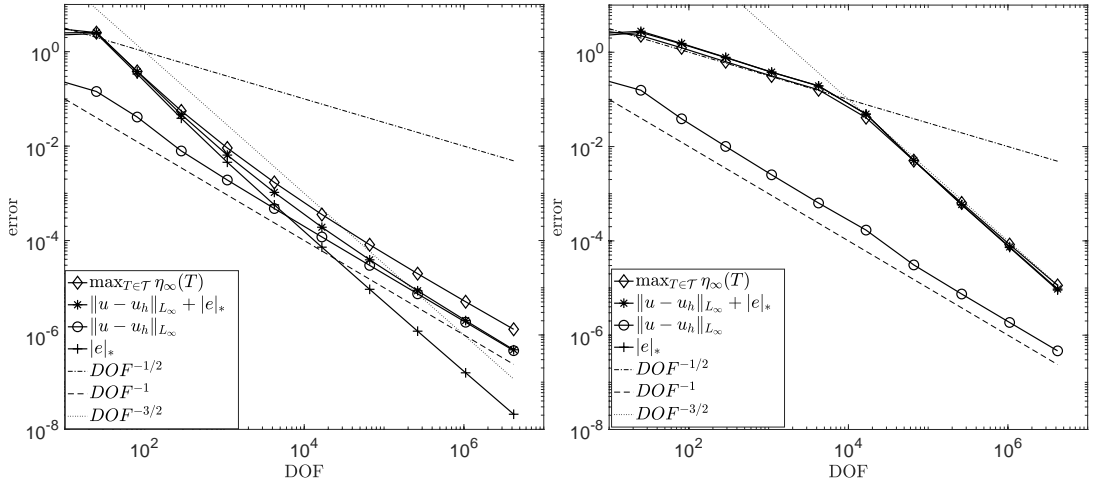 10^0
10^{-2}
10^{-4}
10^{-6}
10^{-8}
error
10^2
10^4
10^6
DOF
max_{T∈𝒯} η_∞(T)
‖u − u_h‖_{L_∞} + |e|_*
‖u − u_h‖_{L_∞}
|e|_*
DOF^{−1/2}
DOF^{−1}
DOF^{−3/2}
10^0
10^{-2}
10^{-4}
10^{-6}
10^{-8}
error
10^2
10^4
10^6
DOF
max_{T∈𝒯} η_∞(T)
‖u − u_h‖_{L_∞} + |e|_*
‖u − u_h‖_{L_∞}
|e|_*
DOF^{−1/2}
DOF^{−1}
DOF^{−3/2}